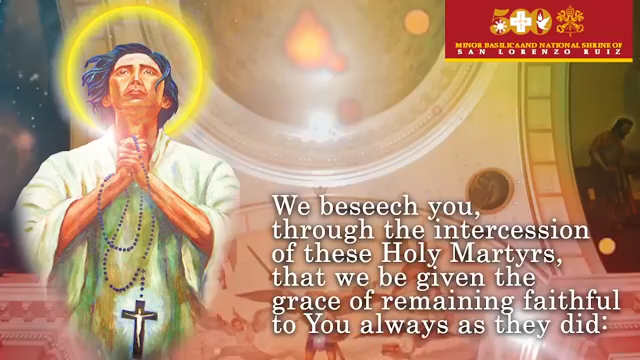 500
MINOR BASILICA AND NATIONAL SHRINE OF
SAN LORENZO RUIZ
We beseech you,
through the intercession
of these Holy Martyrs,
that we be given the
grace of remaining faithful
to You always as they did: